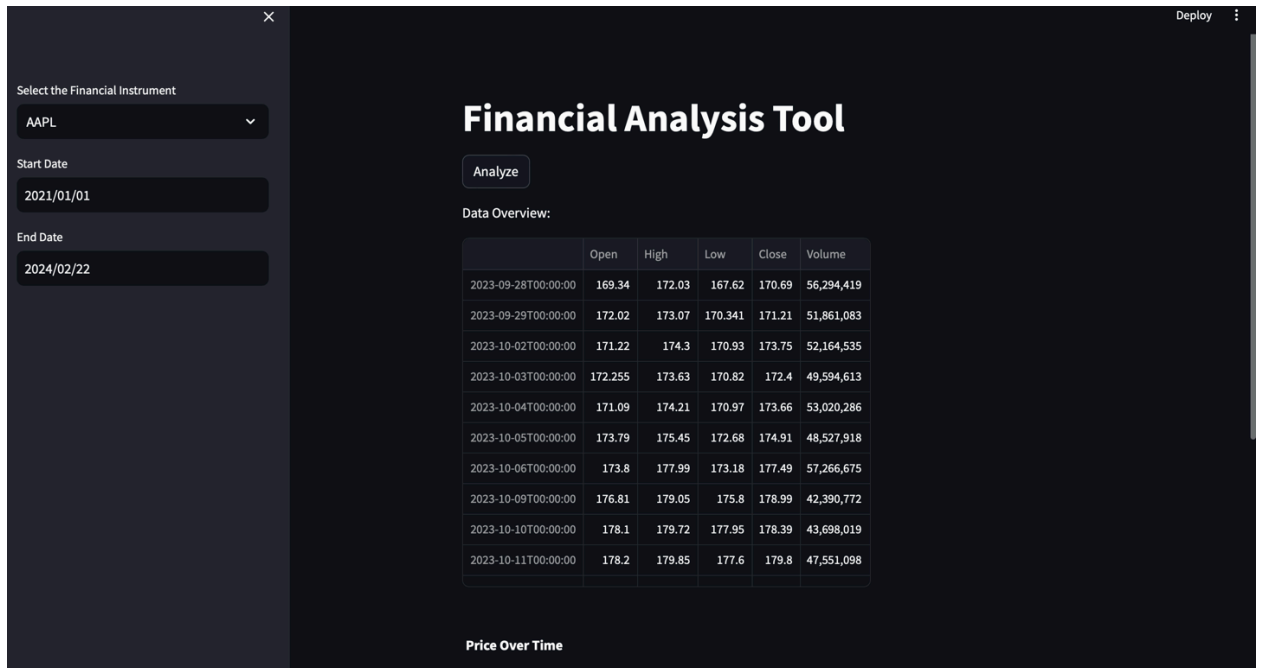 Deploy
Select the Financial Instrument
AAPL
Start Date
2021/01/01
End Date
2024/02/22
Financial Analysis Tool
Analyze
Data Overview:
Open High Low Close Volume
2023-09-28T00:00:00 169.34 172.03 167.62 170.69 56,294,419
2023-09-29T00:00:00 172.02 173.07 170.341 171.21 51,861,083
2023-10-02T00:00:00 171.22 174.3 170.93 173.75 52,164,535
2023-10-03T00:00:00 172.255 173.63 170.82 172.4 49,594,613
2023-10-04T00:00:00 171.09 174.21 170.97 173.66 53,020,286
2023-10-05T00:00:00 173.79 175.45 172.68 174.91 48,527,918
2023-10-06T00:00:00 173.8 177.99 173.18 177.49 57,266,675
2023-10-09T00:00:00 176.81 179.05 175.8 178.99 42,390,772
2023-10-10T00:00:00 178.1 179.72 177.95 178.39 43,698,019
2023-10-11T00:00:00 178.2 179.85 177.6 179.8 47,551,098
Price Over Time